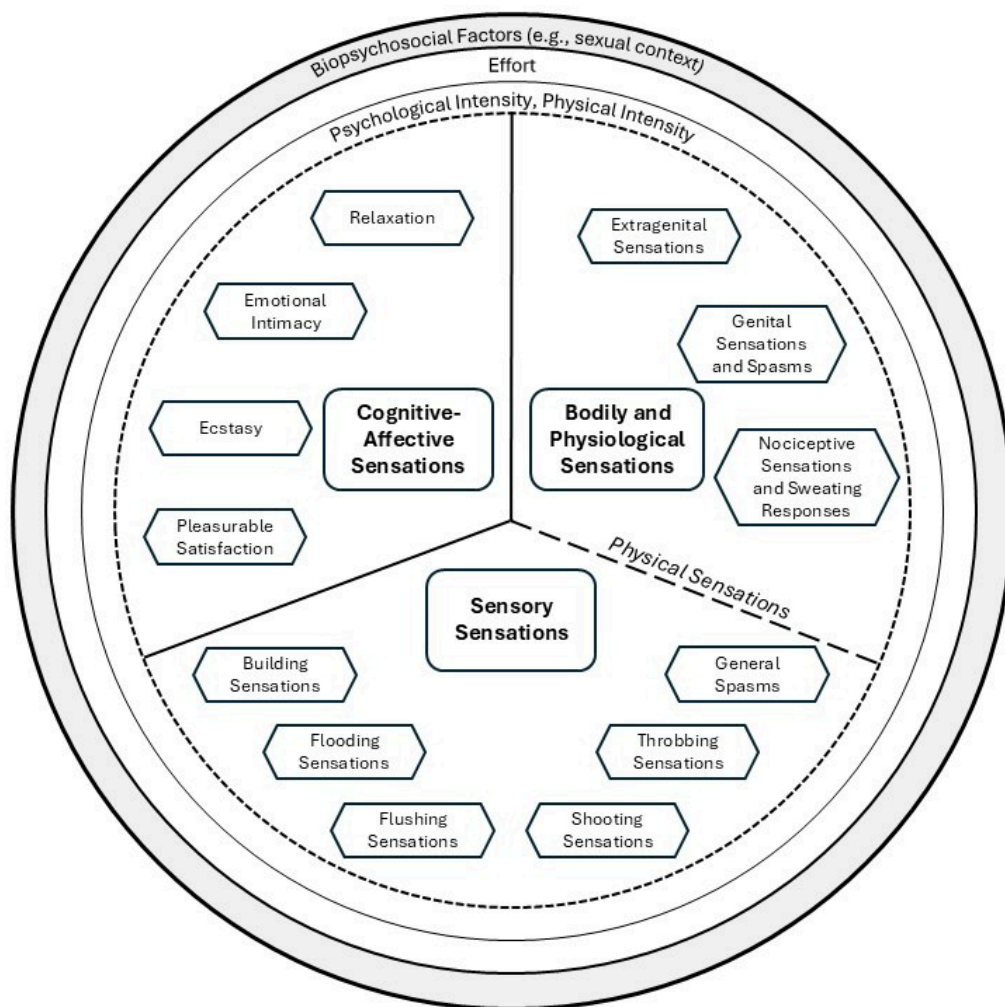 Biopsychosocial Factors (e.g., sexual context)
Effort
Psychological Intensity, Physical Intensity
Relaxation
Emotional
Intimacy
Ecstasy
Pleasurable
Satisfaction
Cognitive-
Affective
Sensations
Extragenital
Sensations
Genital
Sensations
and Spasms
Bodily and
Physiological
Sensations
Nociceptive
Sensations
and Sweating
Responses
Physical Sensations
Sensory
Sensations
Building
Sensations
Flooding
Sensations
Flushing
Sensations
General
Spasms
Throbbing
Sensations
Shooting
Sensations